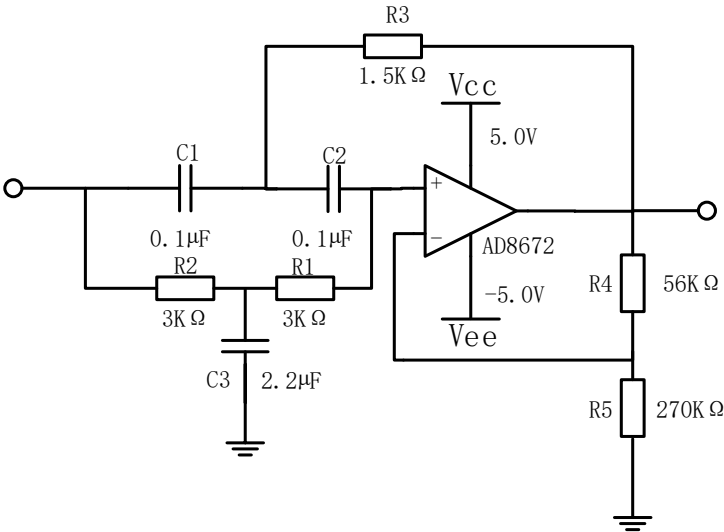 R3
1.5KΩ
Vcc
5.0V
C1
C2
+
0.1μF
0.1μF
−
AD8672
R2
R1
-5.0V
R4
56KΩ
3KΩ
3KΩ
Vee
C3
2.2μF
R5
270KΩ